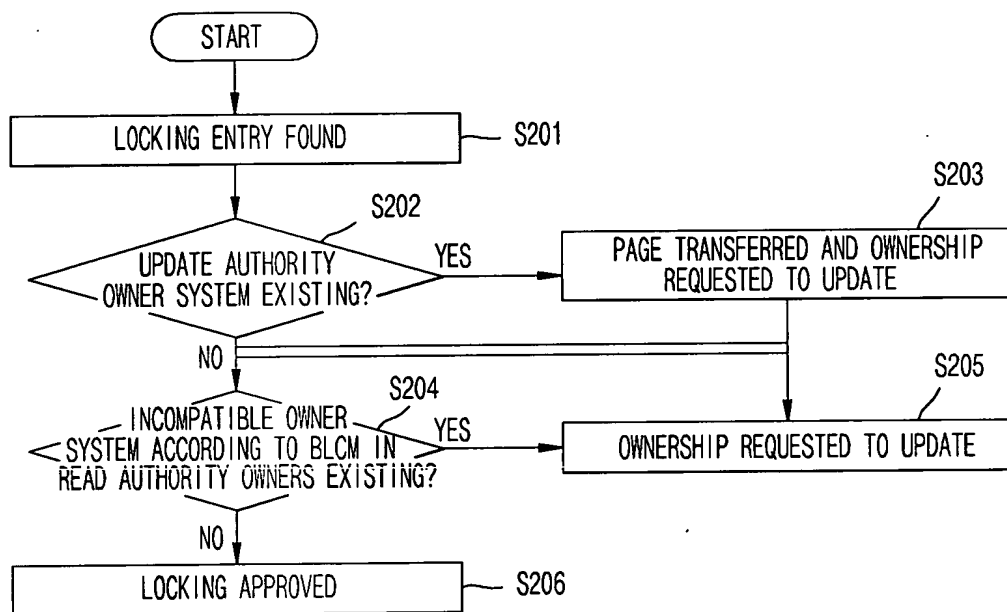 START
LOCKING ENTRY FOUND
S201
S202
UPDATE AUTHORITY
OWNER SYSTEM EXISTING?
YES
S203
PAGE TRANSFERRED AND OWNERSHIP
REQUESTED TO UPDATE
NO
S204
INCOMPATIBLE OWNER
SYSTEM ACCORDING TO BLCM IN
READ AUTHORITY OWNERS EXISTING?
YES
S205
OWNERSHIP REQUESTED TO UPDATE
NO
LOCKING APPROVED
S206